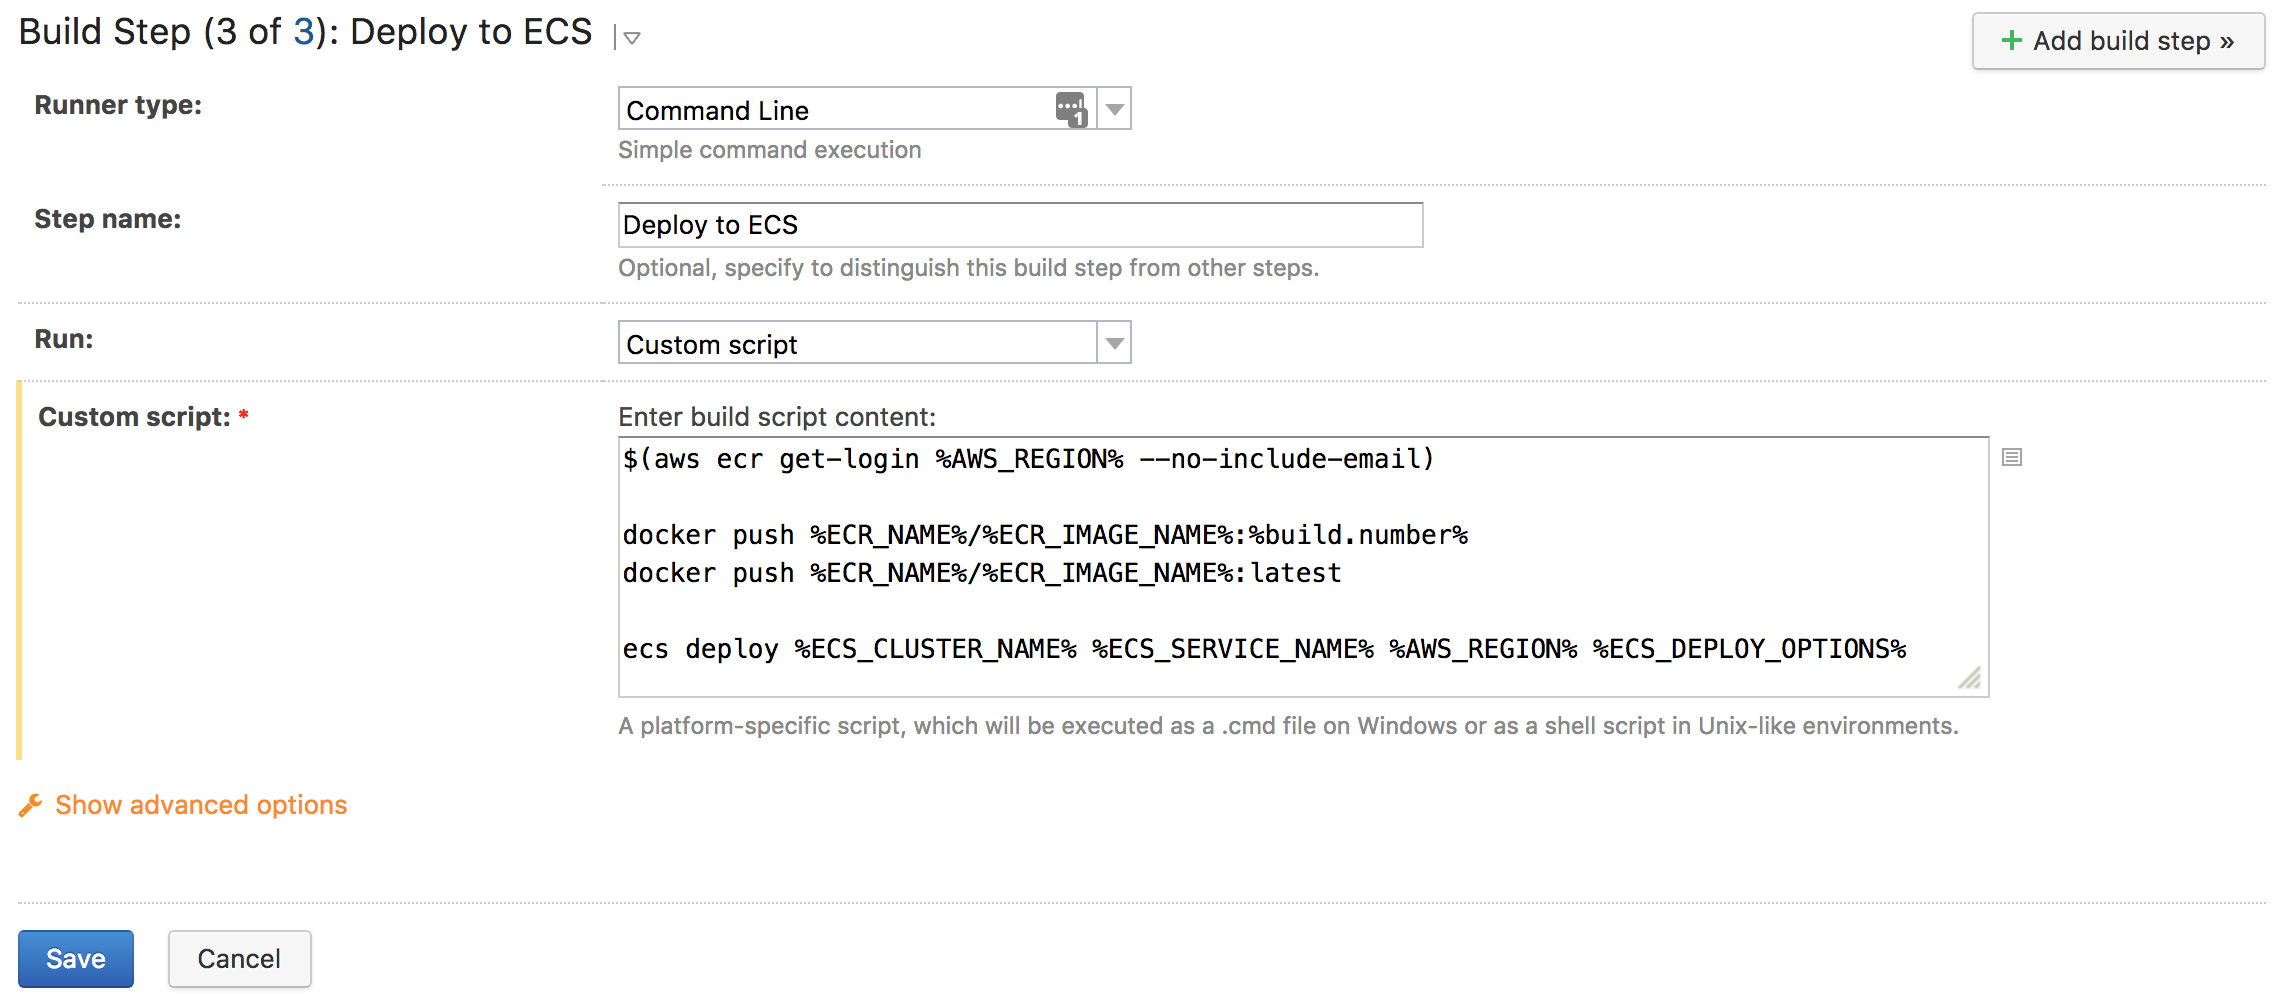 Build Step (3 of 3): Deploy to ECS
+ Add build step »
Runner type:
Command Line
1
Simple command execution
Step name:
Deploy to ECS
Optional, specify to distinguish this build step from other steps.
Run:
Custom script
Custom script: *
Enter build script content:
$(aws ecr get-login %AWS_REGION% --no-include-email)
docker push %ECR_NAME%/%ECR_IMAGE_NAME%:%build.number%
docker push %ECR_NAME%/%ECR_IMAGE_NAME%:latest
ecs deploy %ECS_CLUSTER_NAME% %ECS_SERVICE_NAME% %AWS_REGION% %ECS_DEPLOY_OPTIONS%
A platform-specific script, which will be executed as a .cmd file on Windows or as a shell script in Unix-like environments.
Show advanced options
Save
Cancel